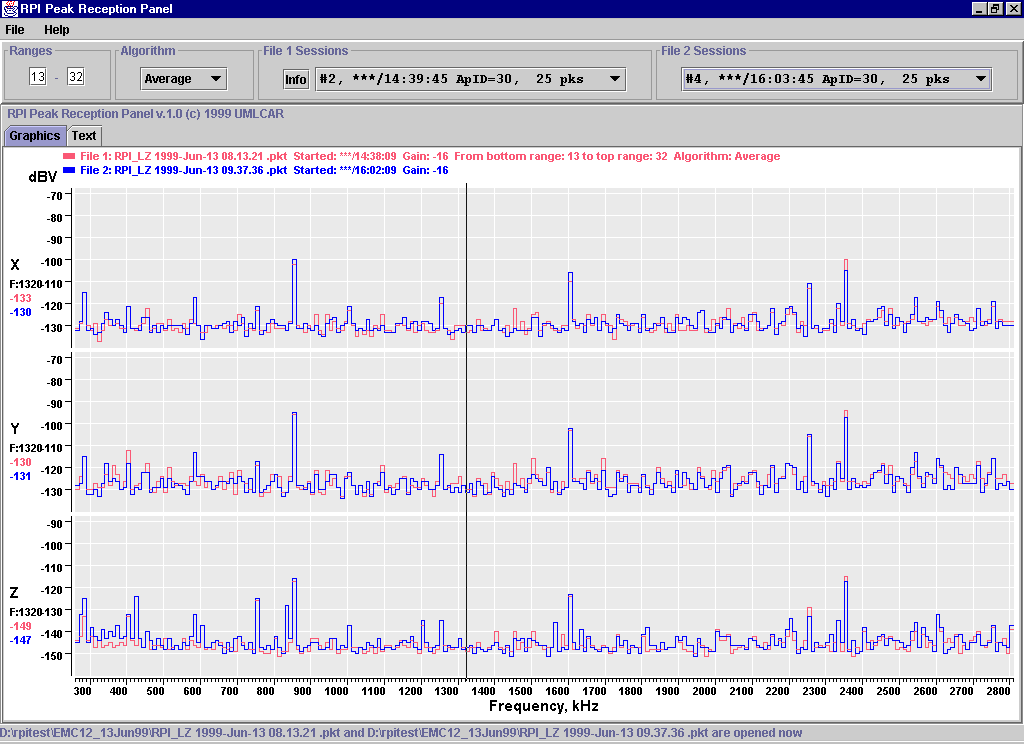 RPI Peak Reception Panel
File Help
Ranges Algorithm File 1 Sessions File 2 Sessions
13 - 32 Average Info #2, ***/14:39:45 ApID=30, 25 pks #4, ***/16:03:45 ApID=30, 25 pks
RPI Peak Reception Panel v.1.0 (c) 1999 UMLCAR
Graphics Text
File 1: RPI_LZ 1999-Jun-13 08.13.21 .pkt Started: ***/14:38:09 Gain: -16 From bottom range: 13 to top range: 32 Algorithm: Average
File 2: RPI_LZ 1999-Jun-13 09.37.36 .pkt Started: ***/16:02:09 Gain: -16
dBV
-70
-80
-90
X -100
F:1320 -110
-133
-120
-130
-130
-70
-80
-90
Y -100
F:1320 -110
-130
-120
-131
-130
-90
-100
-110
Z -120
F:1320 -130
-149
-140
-147
-150
300 400 500 600 700 800 900 1000 1100 1200 1300 1400 1500 1600 1700 1800 1900 2000 2100 2200 2300 2400 2500 2600 2700 2800
Frequency, kHz
D:\rpitest\EMC12_13Jun99\RPI_LZ 1999-Jun-13 08.13.21 .pkt and D:\rpitest\EMC12_13Jun99\RPI_LZ 1999-Jun-13 09.37.36 .pkt are opened now